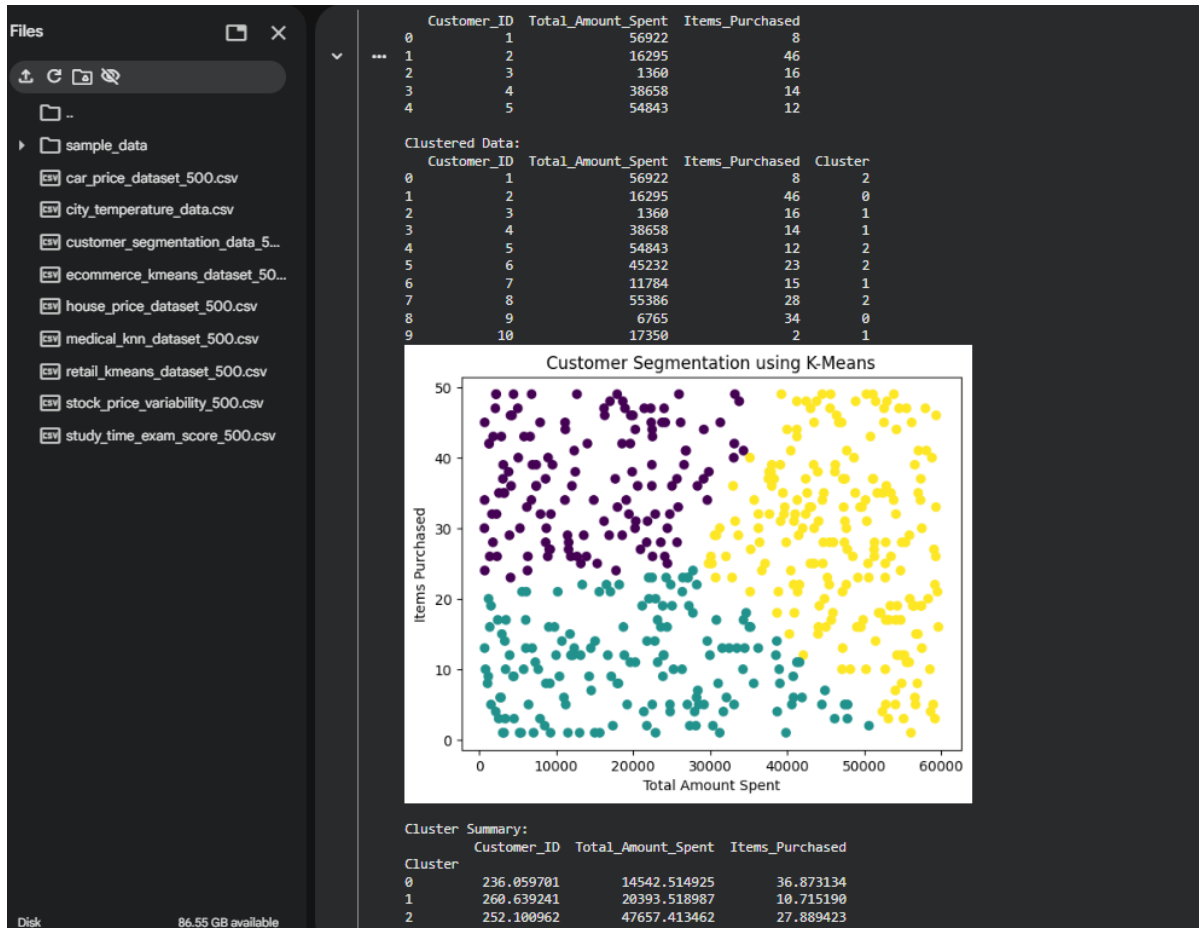 Files
..
sample_data
car_price_dataset_500.csv
city_temperature_data.csv
customer_segmentation_data_5...
ecommerce_kmeans_dataset_50...
house_price_dataset_500.csv
medical_knn_dataset_500.csv
retail_kmeans_dataset_500.csv
stock_price_variability_500.csv
study_time_exam_score_500.csv
Disk 86.55 GB available
Customer_ID Total_Amount_Spent Items_Purchased
0 1 56922 8
1 2 16295 46
2 3 1360 16
3 4 38658 14
4 5 54843 12
Clustered Data:
Customer_ID Total_Amount_Spent Items_Purchased Cluster
0 1 56922 8 2
1 2 16295 46 0
2 3 1360 16 1
3 4 38658 14 1
4 5 54843 12 2
5 6 45232 23 2
6 7 11784 15 1
7 8 55386 28 2
8 9 6765 34 0
9 10 17350 2 1
Customer Segmentation using K-Means
Items Purchased
50
40
30
20
10
0
0 10000 20000 30000 40000 50000 60000
Total Amount Spent
Cluster Summary:
Customer_ID Total_Amount_Spent Items_Purchased
Cluster
0 236.059701 14542.514925 36.873134
1 260.639241 20393.518987 10.715190
2 252.100962 47657.413462 27.889423